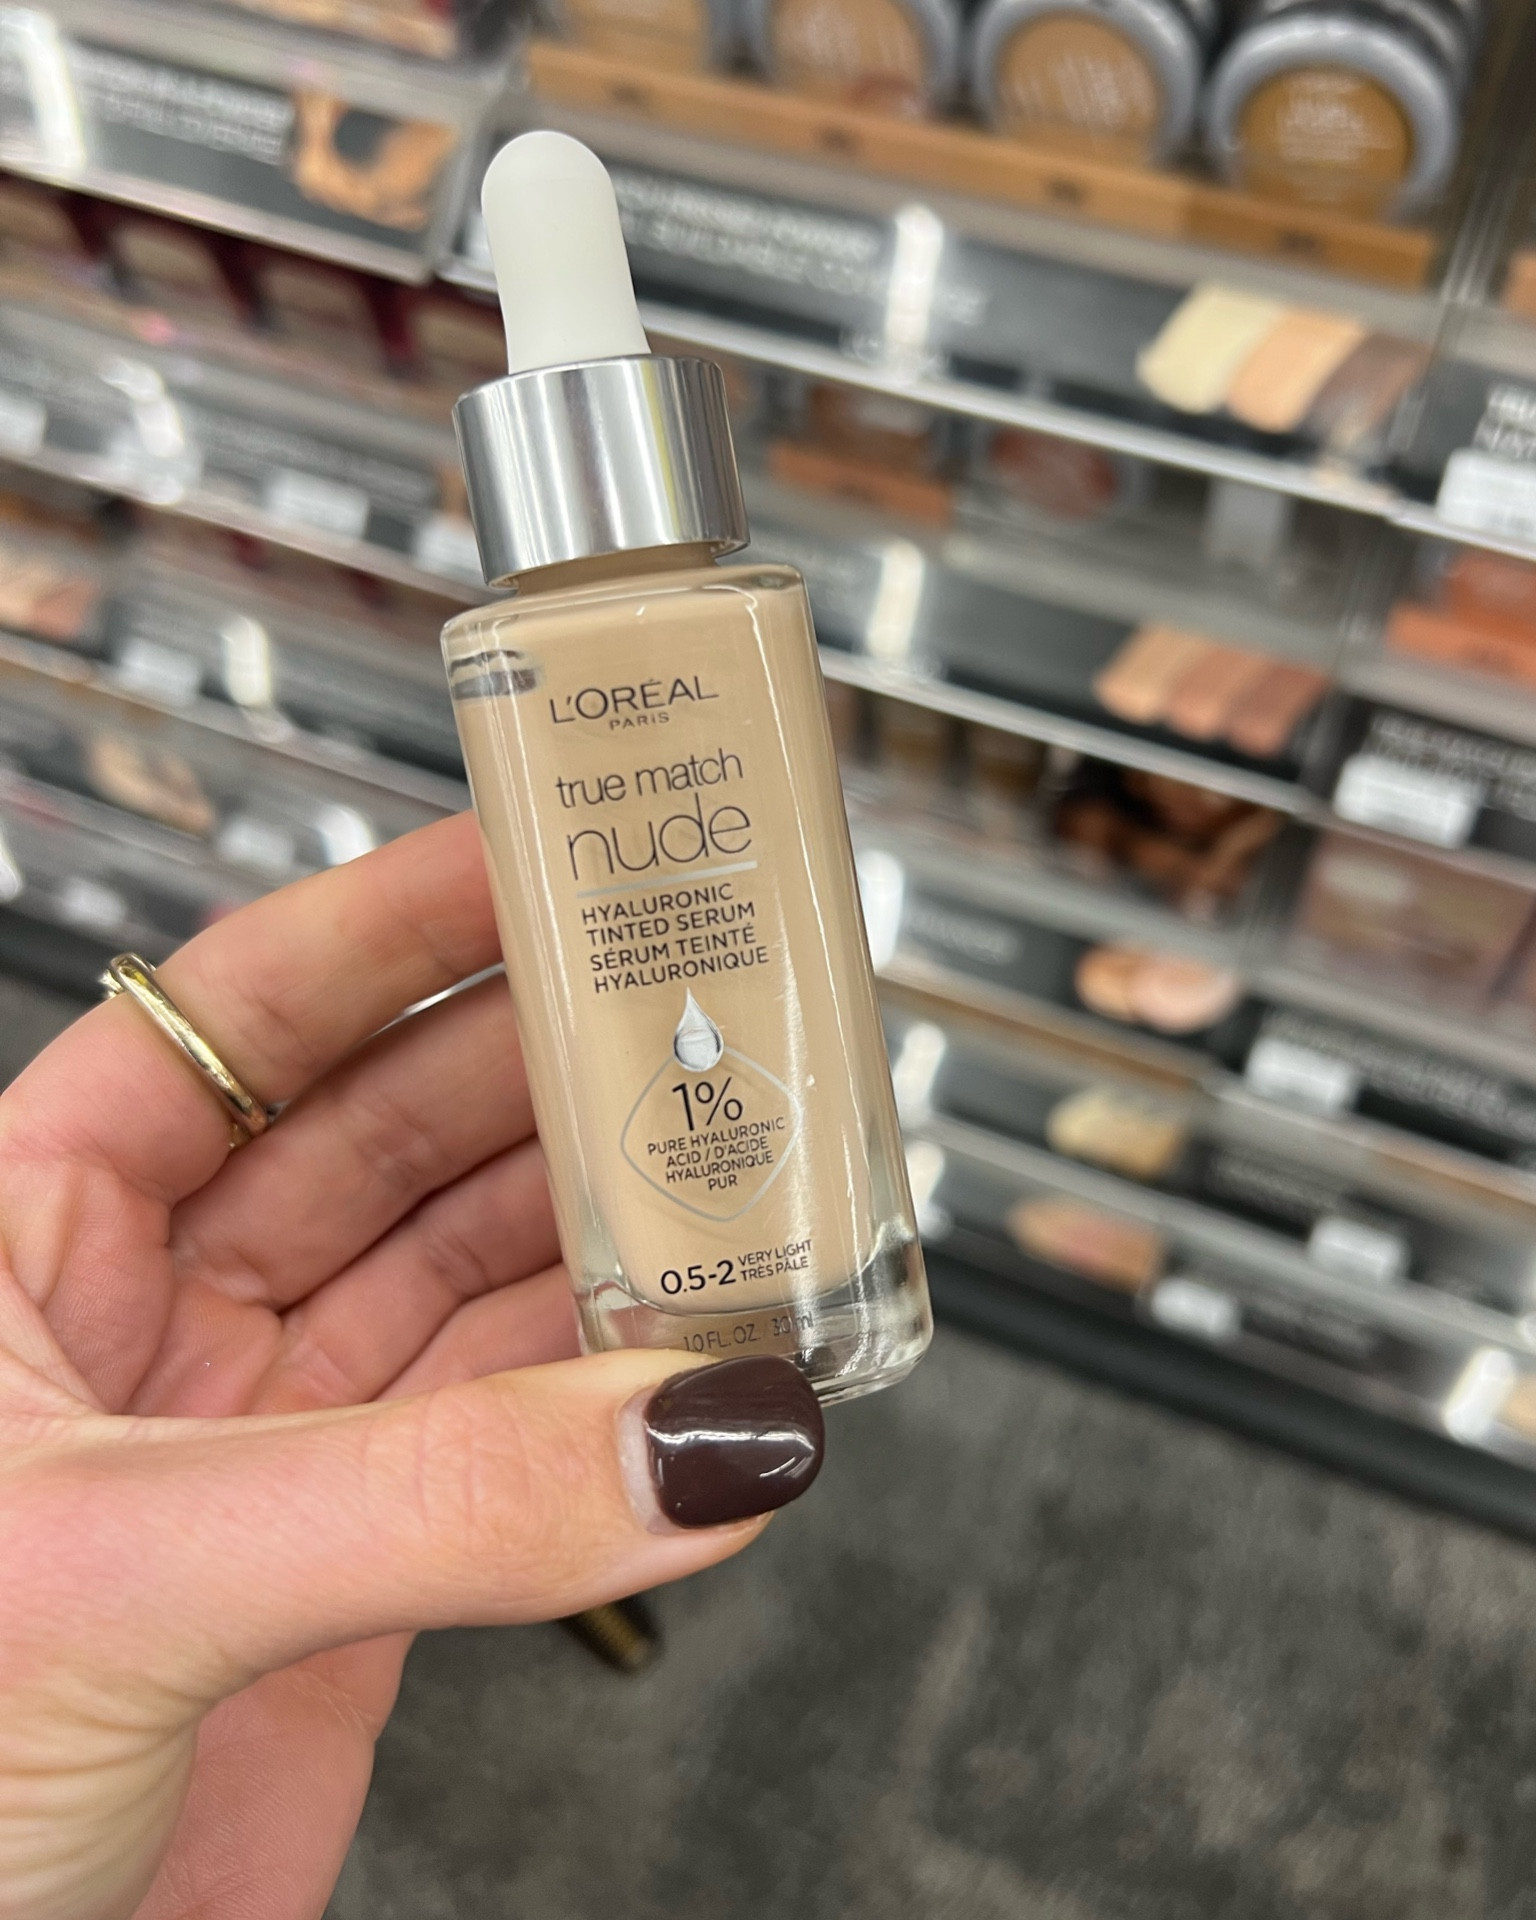 L'ORÉAL
PARIS
true match
nude
HYALURONIC
TINTED SERUM
SÉRUM TEINTÉ
HYALURONIQUE
1%
PURE HYALURONIC
ACID / D'ACIDE
HYALURONIQUE
PUR
0.5-2 VERY LIGHT
TRÈS PÂLE
1.0 FL. OZ 30 ml